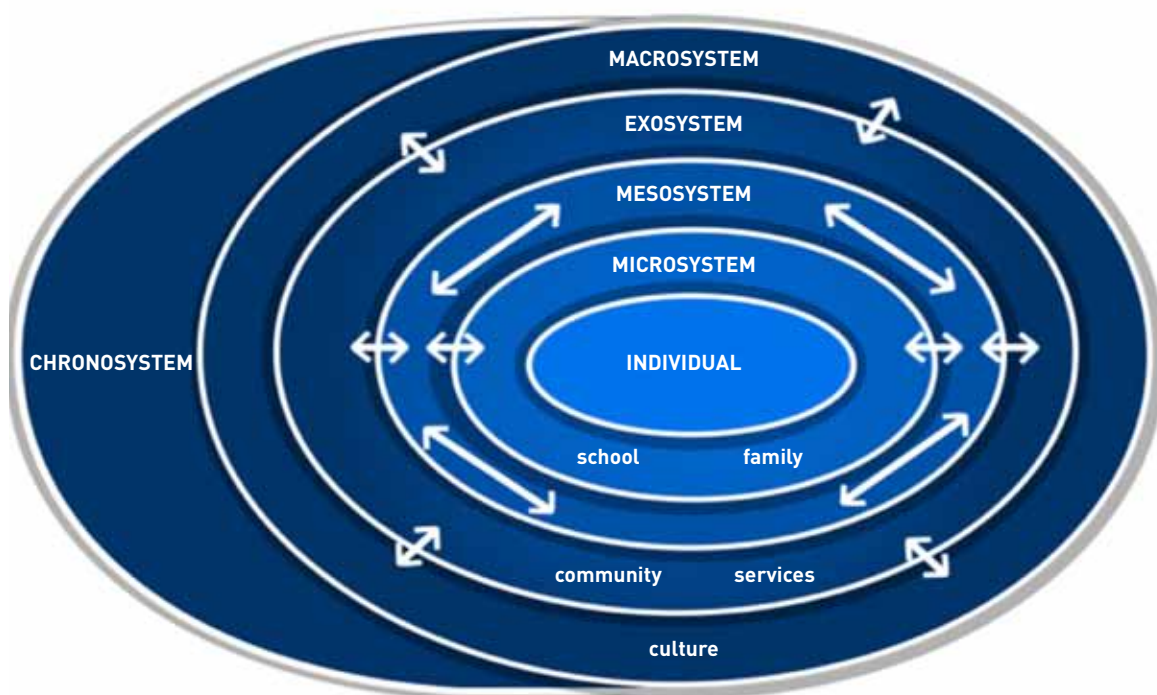 MACROSYSTEM
EXOSYSTEM
MESOSYSTEM
MICROSYSTEM
CHRONOSYSTEM
INDIVIDUAL
school family
community services
culture